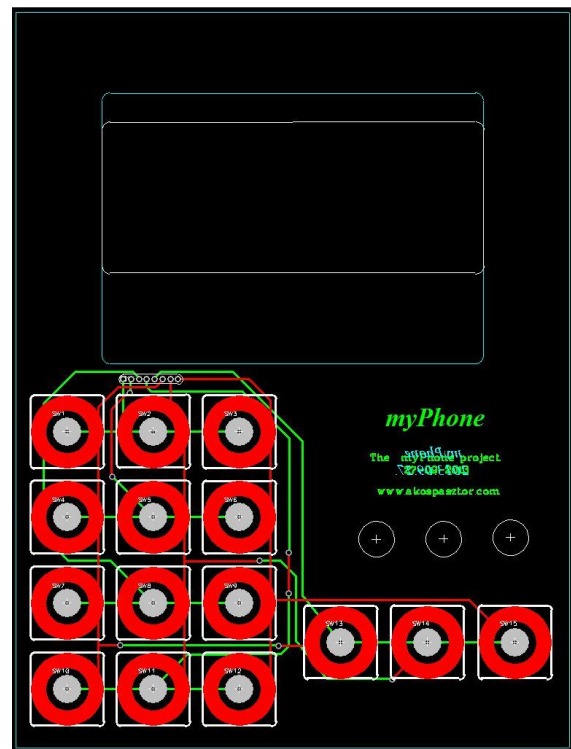 SW1 SW2 SW3
myPhone
The myPhone project
SW4 SW5 SW6
www.akospasztor.com
SW7 SW8 SW9
SW13 SW14 SW15
SW10 SW11 SW12